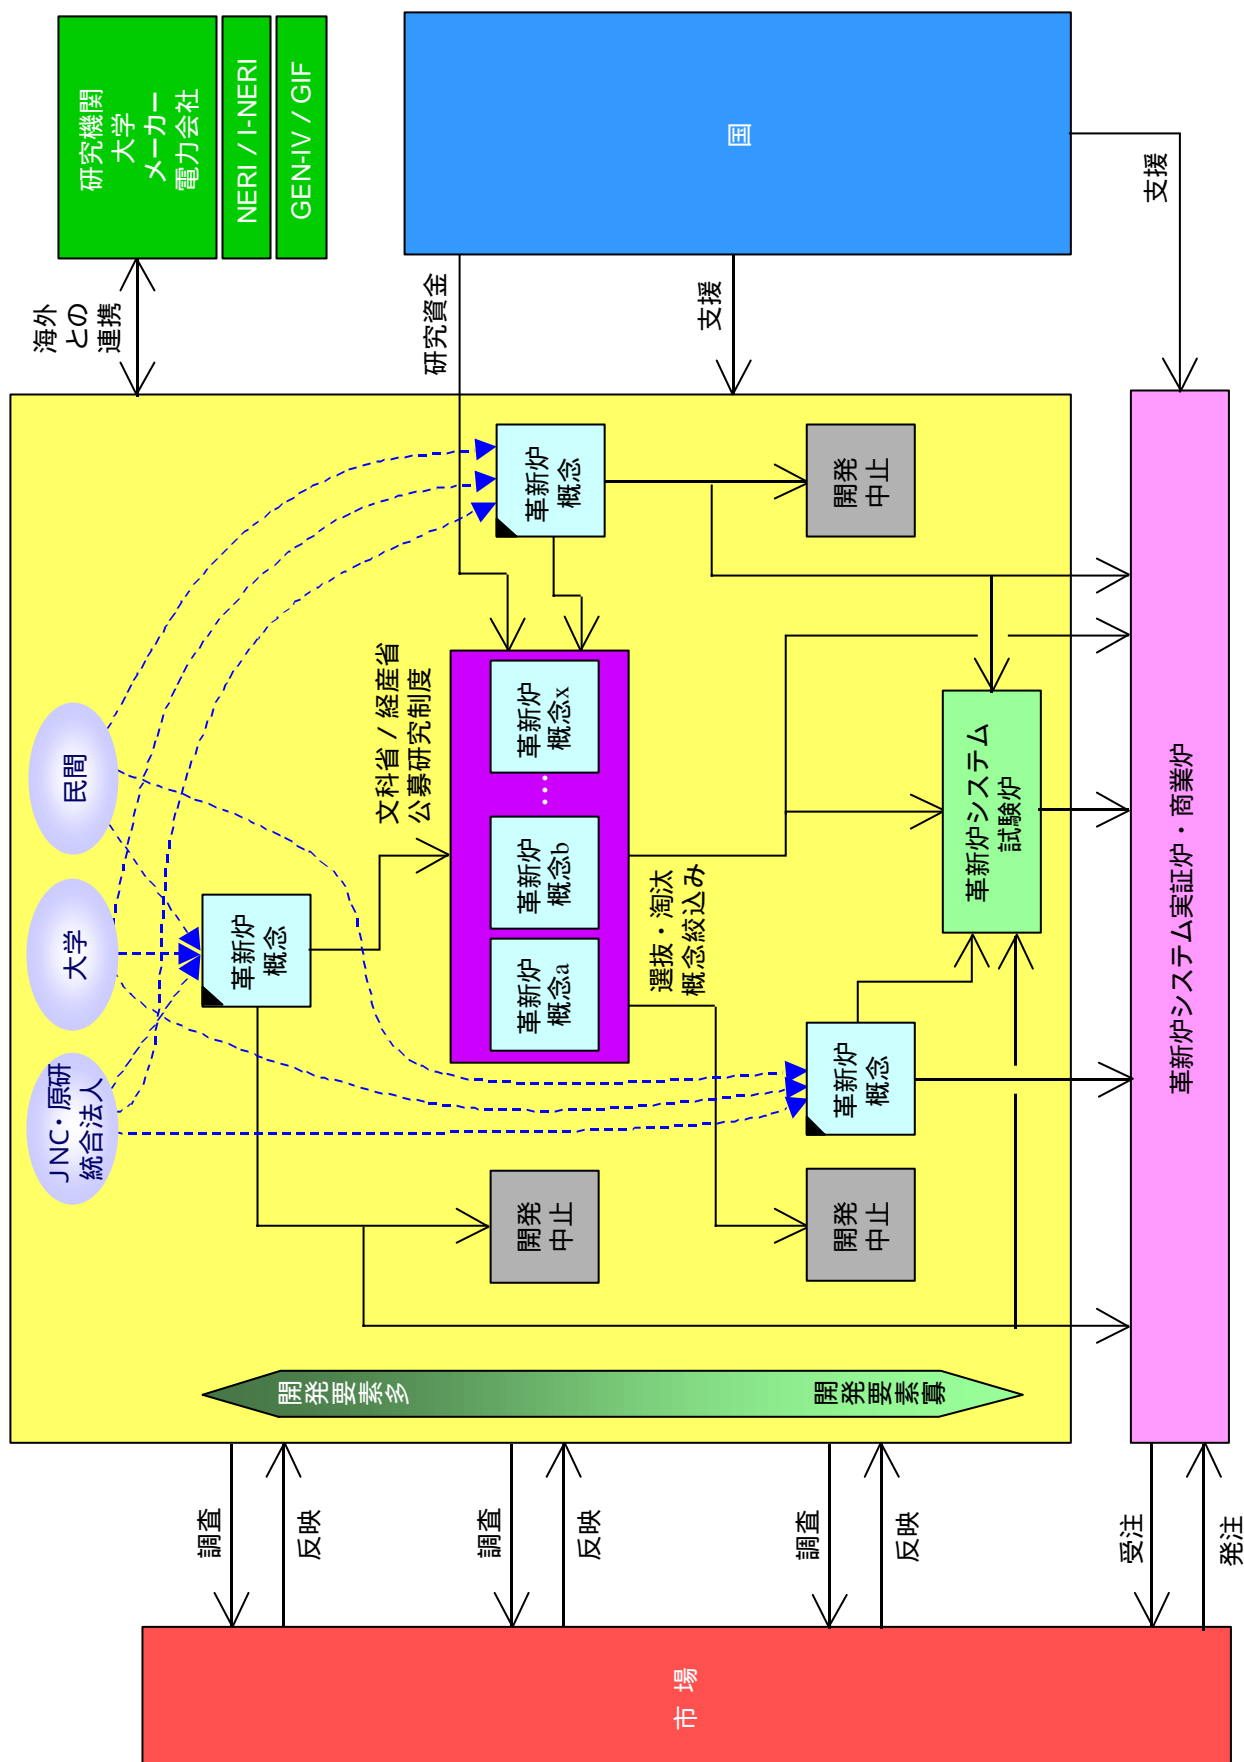 市 場
調査
反映
調査
反映
調査
反映
受注
発注
開発要素多
開発要素寡
JNC・原研
統合法人
大学
民間
革新炉
概念
文科省 / 経産省
公募研究制度
開発
中止
革新炉
概念a
革新炉
概念b
…
革新炉
概念x
革新炉
概念
選抜・淘汰
概念絞込み
開発
中止
革新炉
概念
開発
中止
革新炉システム
試験炉
革新炉システム実証炉・商業炉
海外
との
連携
研究資金
支援
支援
研究機関
大学
メーカー
電力会社
NERI / I-NERI
GEN-IV / GIF
国